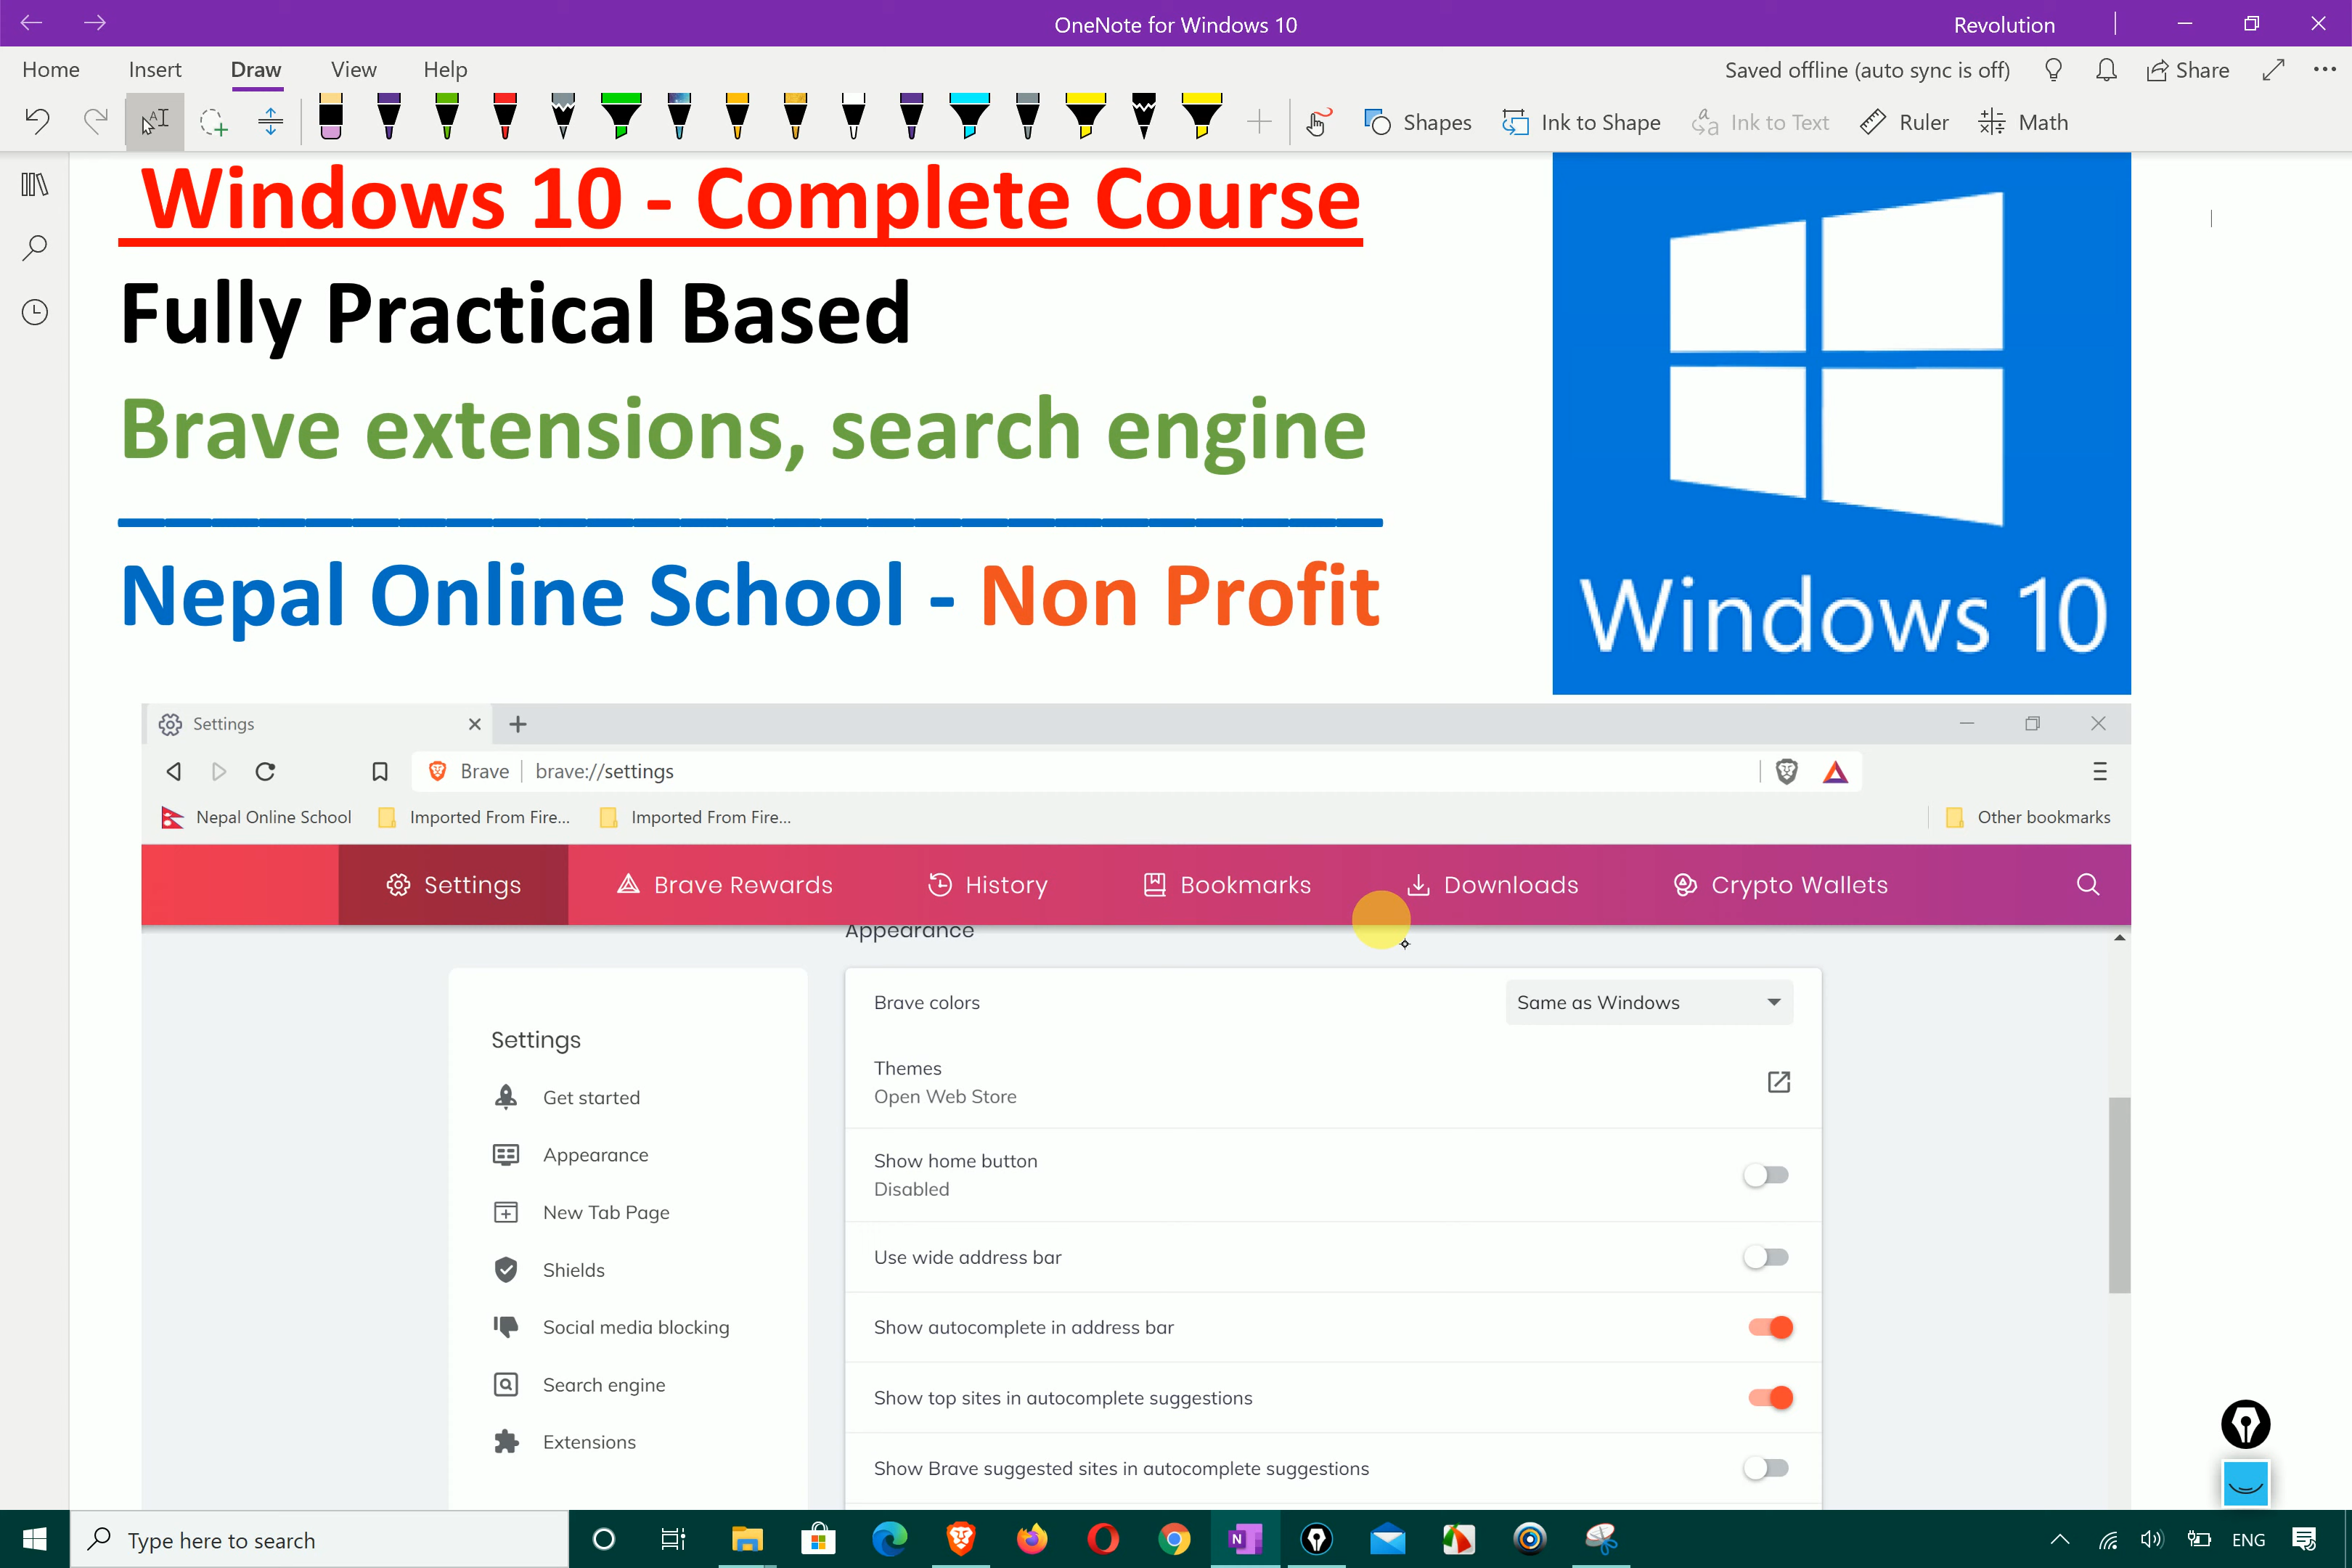 OneNote for Windows 10
Revolution
Home Insert Draw View Help
Saved offline (auto sync is off) Share
Shapes Ink to Shape Ink to Text Ruler Math
Windows 10 - Complete Course
Fully Practical Based
Brave extensions, search engine
Nepal Online School - Non Profit
Windows 10
Settings
Brave brave://settings
Nepal Online School Imported From Fire... Imported From Fire... Other bookmarks
Settings Brave Rewards History Bookmarks Downloads Crypto Wallets
Appearance
Settings
Get started
Appearance
New Tab Page
Shields
Social media blocking
Search engine
Extensions
Brave colors Same as Windows
Themes
Open Web Store
Show home button
Disabled
Use wide address bar
Show autocomplete in address bar
Show top sites in autocomplete suggestions
Show Brave suggested sites in autocomplete suggestions
Type here to search
ENG